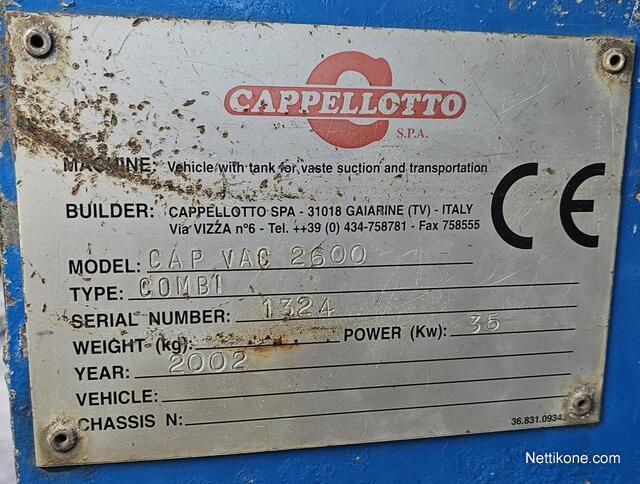 CAPPELLOTTO
S.P.A.
MACHINE: Vehicle with tank for vaste suction and transportation
BUILDER: CAPPELLOTTO SPA - 31018 GAIARINE (TV) - ITALY
Via VIZZA n°6 - Tel. ++39 (0) 434-758781 - Fax 758555
CE
MODEL: CAP VAC 2600
TYPE: COMBI
SERIAL NUMBER: 1324
WEIGHT (kg): POWER (Kw): 35
YEAR: 2002
VEHICLE:
CHASSIS N:
36.831.0934
Nettikone.com